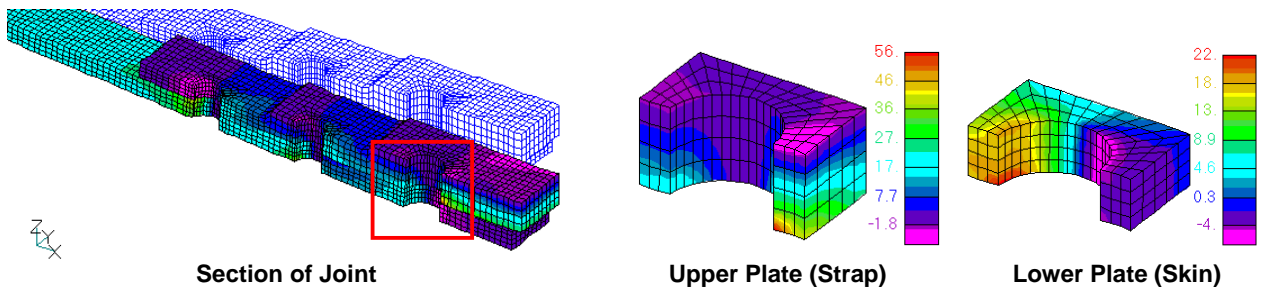 56.
46
36
27.
17.
7.7
-1.8
22.
18.
13.
8.9
4.6
0.3
-4.
Z
Y
X
Section of Joint
Upper Plate (Strap)
Lower Plate (Skin)